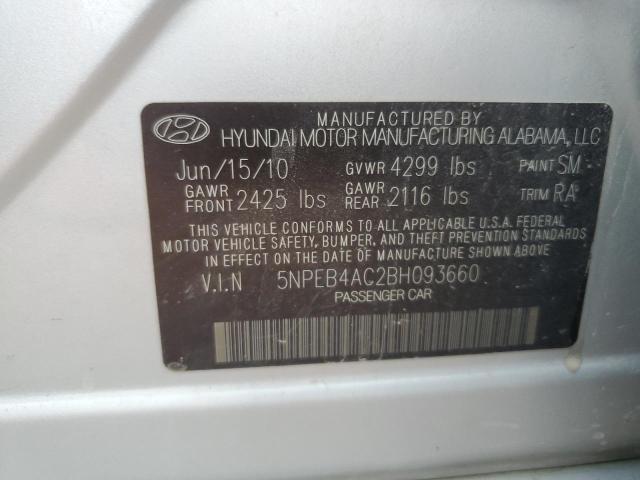 MANUFACTURED BY
HYUNDAI MOTOR MANUFACTURING ALABAMA, LLC
Jun/15/10 GVWR 4299 lbs PAINT SM
GAWR FRONT 2425 lbs GAWR REAR 2116 lbs TRIM RA
THIS VEHICLE CONFORMS TO ALL APPLICABLE U.S.A. FEDERAL
MOTOR VEHICLE SAFETY, BUMPER, AND THEFT PREVENTION STANDARDS
IN EFFECT ON THE DATE OF MANUFACTURE SHOWN ABOVE.
V.I.N 5NPEB4AC2BH093660
PASSENGER CAR